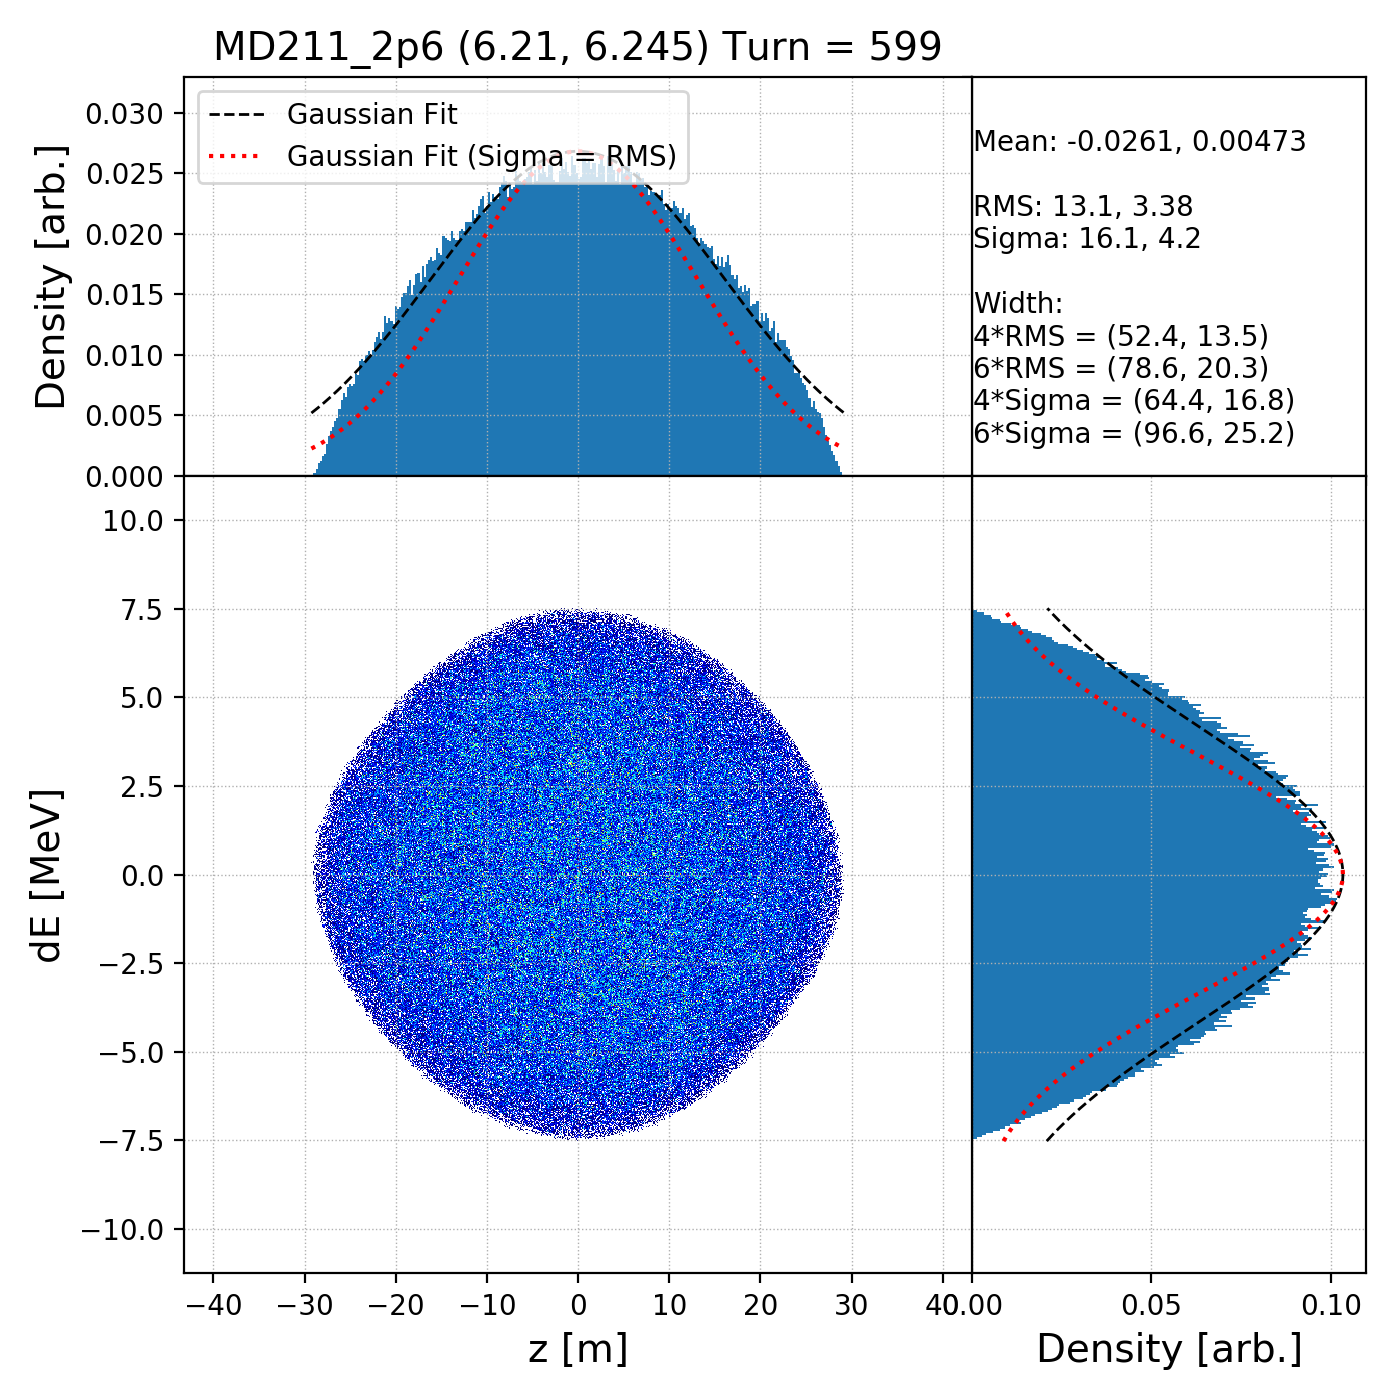 MD211_2p6 (6.21, 6.245) Turn = 599
Gaussian Fit
Gaussian Fit (Sigma = RMS)
Density [arb.]
0.030
0.025
0.020
0.015
0.010
0.005
0.000
Mean: -0.0261, 0.00473
RMS: 13.1, 3.38
Sigma: 16.1, 4.2
Width:
4*RMS = (52.4, 13.5)
6*RMS = (78.6, 20.3)
4*Sigma = (64.4, 16.8)
6*Sigma = (96.6, 25.2)
dE [MeV]
10.0
7.5
5.0
2.5
0.0
−2.5
−5.0
−7.5
−10.0
−40 −30 −20 −10 0 10 20 30 40
z [m]
0.00 0.05 0.10
Density [arb.]